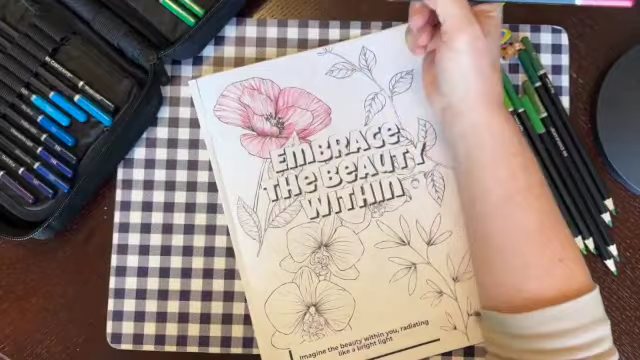 EMBRACE
THE BEAUTY
WITHIN
Imagine the beauty within you, radiating
like a bright light